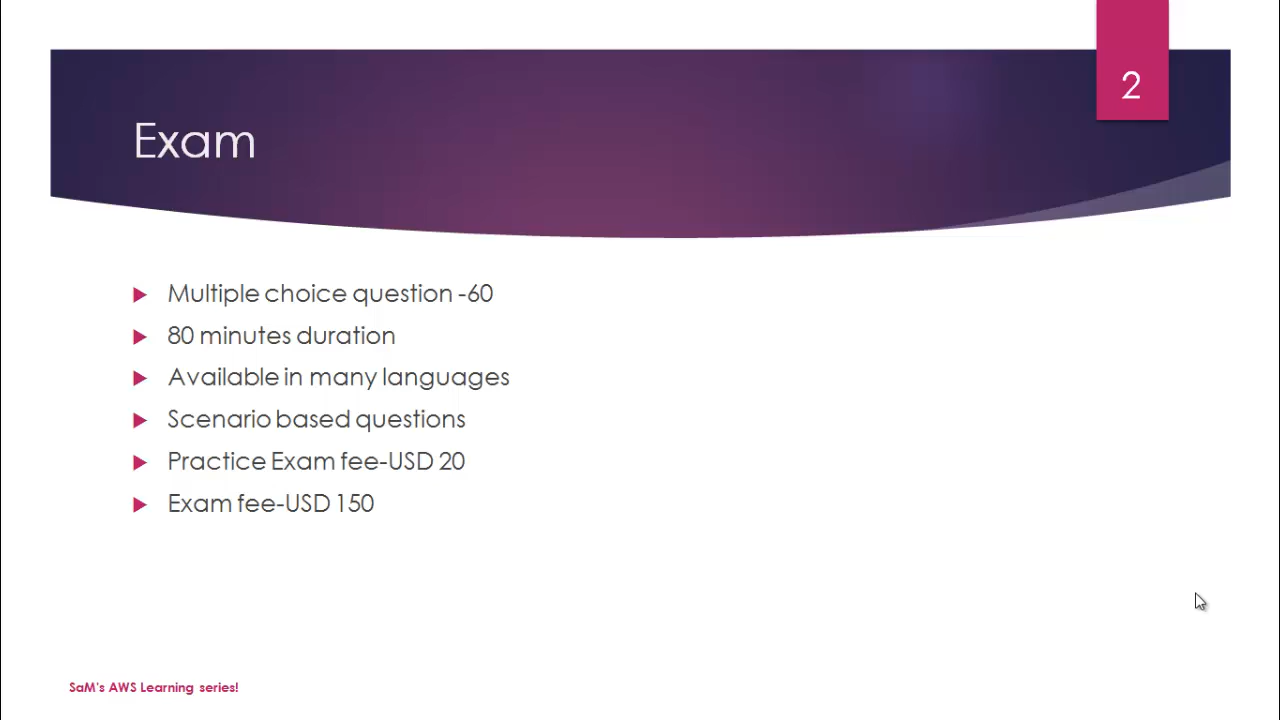 2
Exam
Multiple choice question -60
80 minutes duration
Available in many languages
Scenario based questions
Practice Exam fee-USD 20
Exam fee-USD 150
SaM's AWS Learning series!